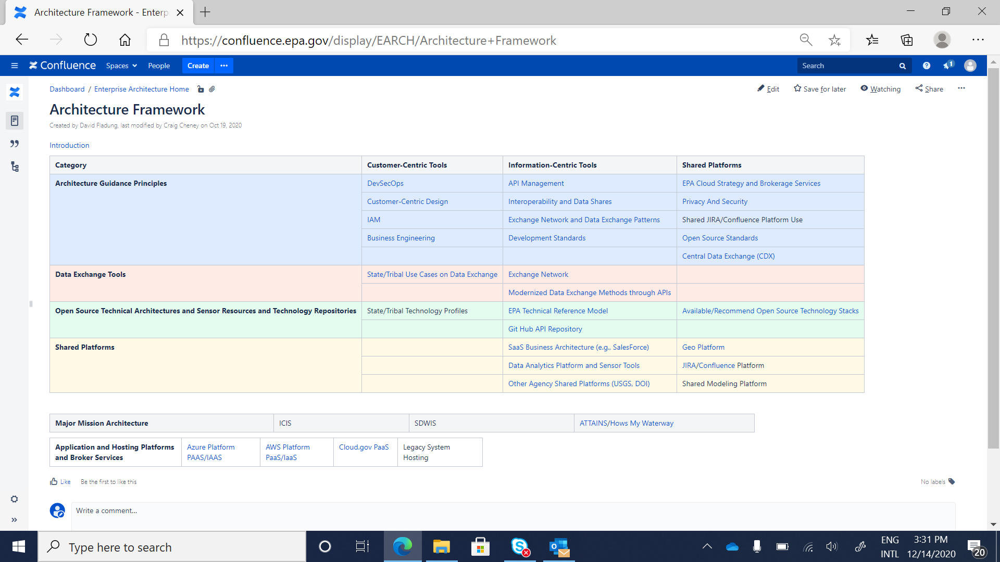 Architecture Framework - Enterp
https://confluence.epa.gov/display/EARCH/Architecture+Framework
Confluence Spaces People Create Search 1
Dashboard / Enterprise Architecture Home Edit Save for later Watching Share
Architecture Framework
Created by David Fladung, last modified by Craig Cheney on Oct 19, 2020
Introduction
Category Customer-Centric Tools Information-Centric Tools Shared Platforms
Architecture Guidance Principles DevSecOps API Management EPA Cloud Strategy and Brokerage Services
Customer-Centric Design Interoperability and Data Shares Privacy And Security
IAM Exchange Network and Data Exchange Patterns Shared JIRA/Confluence Platform Use
Business Engineering Development Standards Open Source Standards
Central Data Exchange (CDX)
Data Exchange Tools State/Tribal Use Cases on Data Exchange Exchange Network
Modernized Data Exchange Methods through APIs
Open Source Technical Architectures and Sensor Resources and Technology Repositories State/Tribal Technology Profiles EPA Technical Reference Model Available/Recommend Open Source Technology Stacks
Git Hub API Repository
Shared Platforms SaaS Business Architecture (e.g., SalesForce) Geo Platform
Data Analytics Platform and Sensor Tools JIRA/Confluence Platform
Other Agency Shared Platforms (USGS, DOI) Shared Modeling Platform
Major Mission Architecture ICIS SDWIS ATTAINS/Hows My Waterway
Application and Hosting Platforms Azure Platform AWS Platform Cloud.gov PaaS Legacy System
and Broker Services PAAS/IAAS PaaS/IaaS Hosting
Like Be the first to like this No labels
Write a comment...
Type here to search ENG 3:31 PM
INTL 12/14/2020 20